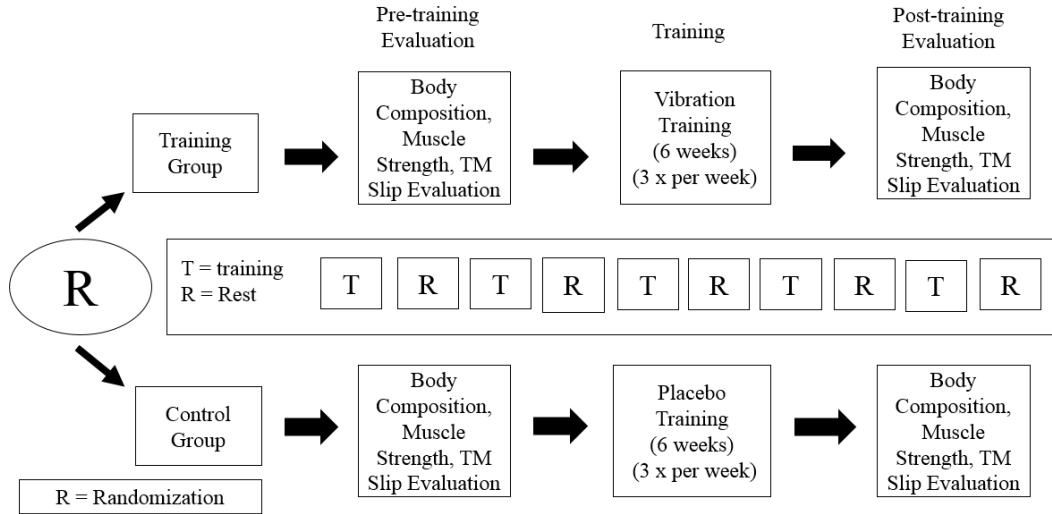 Pre-training
Evaluation
Training
Post-training
Evaluation
Training
Group
Body
Composition,
Muscle
Strength, TM
Slip Evaluation
Vibration
Training
(6 weeks)
(3 x per week)
Body
Composition,
Muscle
Strength, TM
Slip Evaluation
R
T = training
R = Rest
T
R
T
R
T
R
T
R
T
R
Control
Group
Body
Composition,
Muscle
Strength, TM
Slip Evaluation
Placebo
Training
(6 weeks)
(3 x per week)
Body
Composition,
Muscle
Strength, TM
Slip Evaluation
R = Randomization